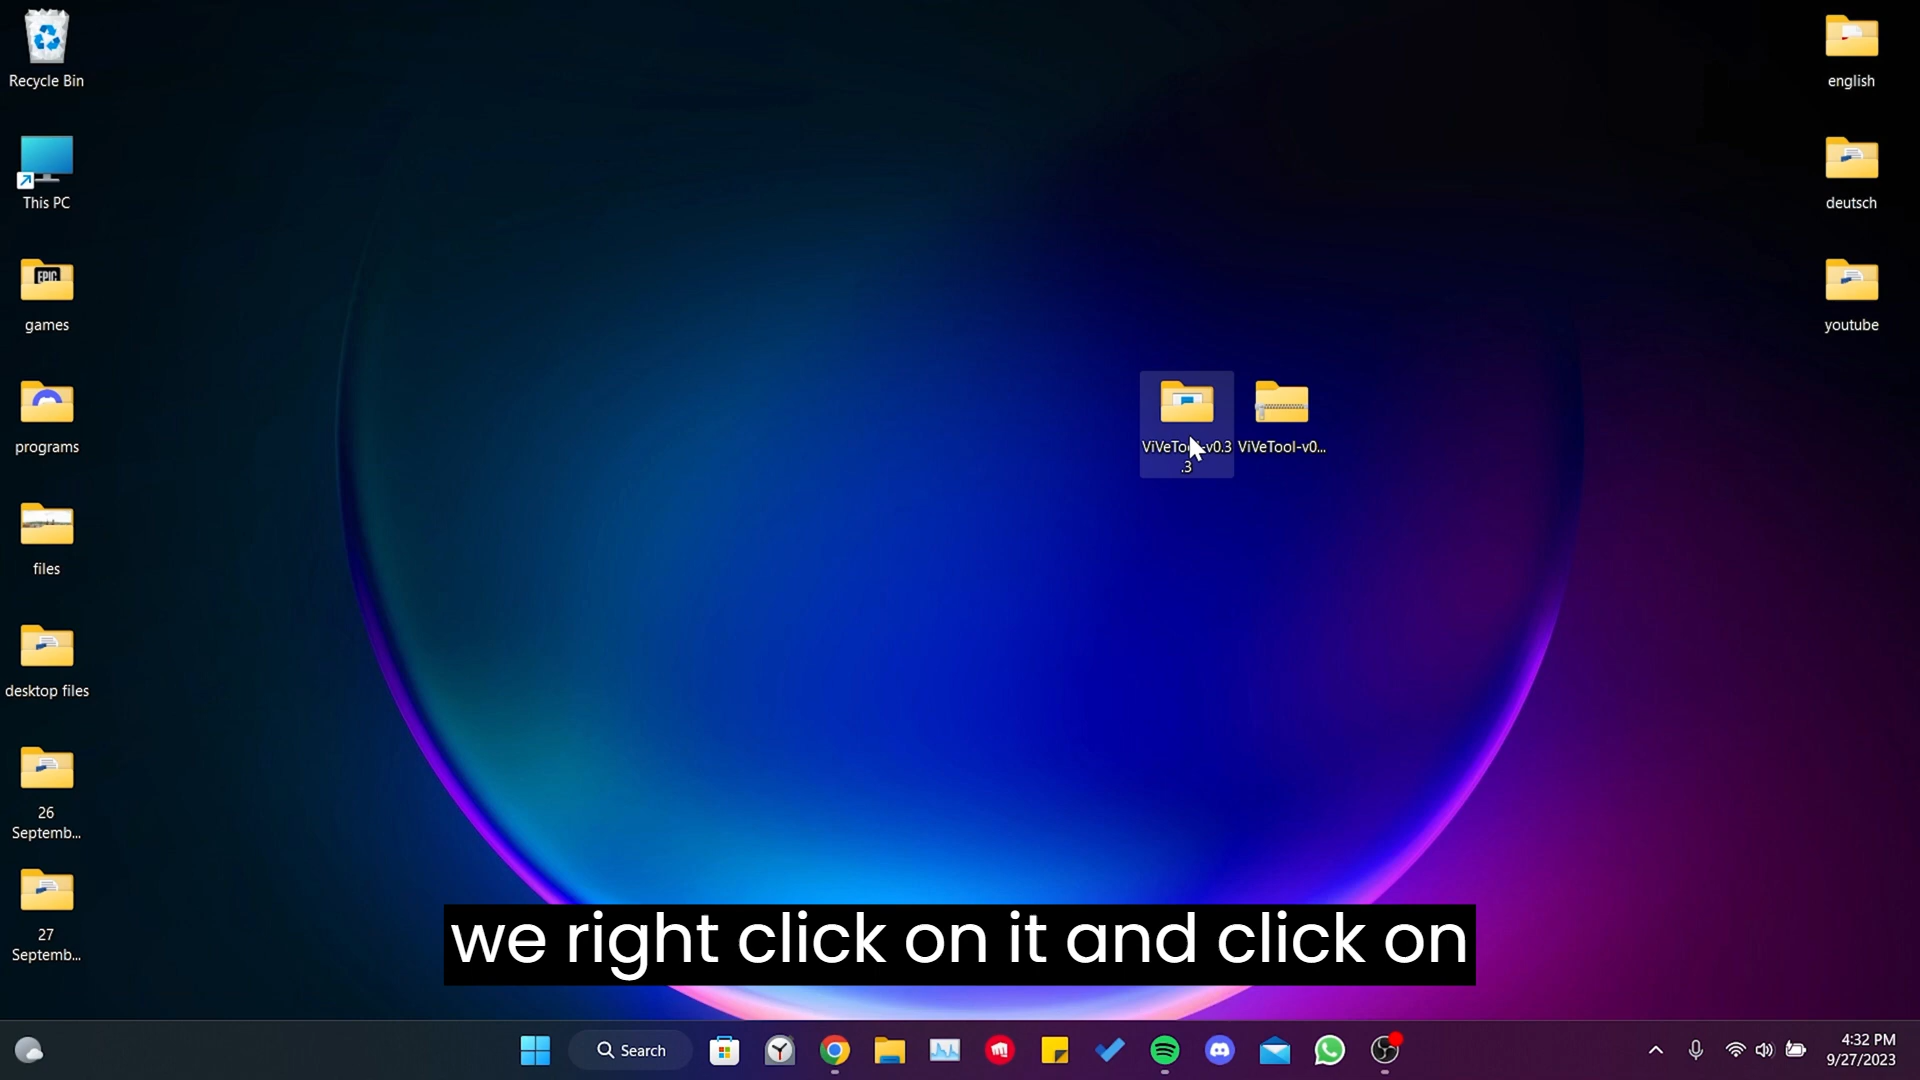 Recycle Bin
This PC
games
EPIC
programs
files
desktop files
26
Septemb...
27
Septemb...
english
deutsch
youtube
ViVeTool-v0.3
.3
ViVeTool-v0...
we right click on it and click on
Search
4:32 PM
9/27/2023